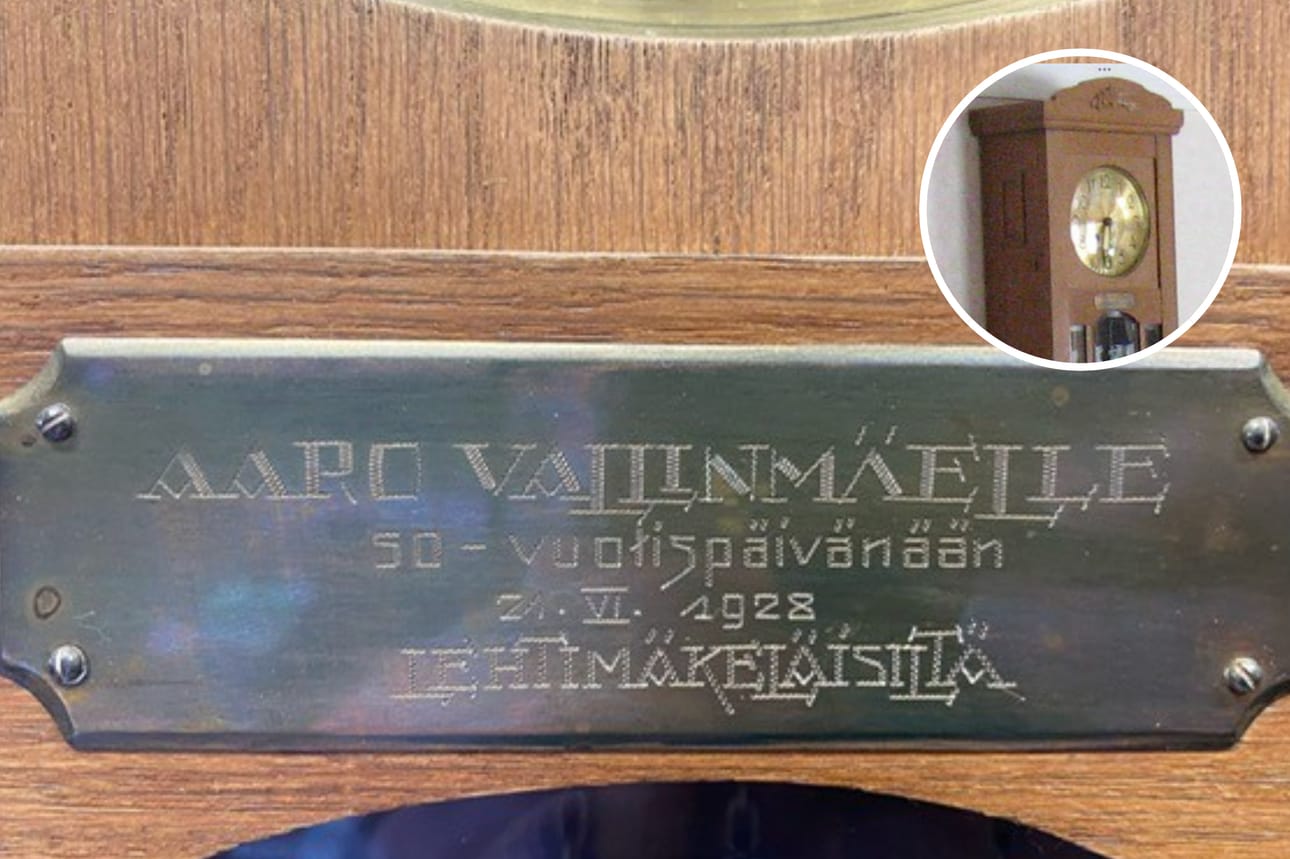 AARO VALLINMÄELLE
50 - vuotispäivänään
21. VI. 1928
LEHTIMÄKELÄISILTÄ